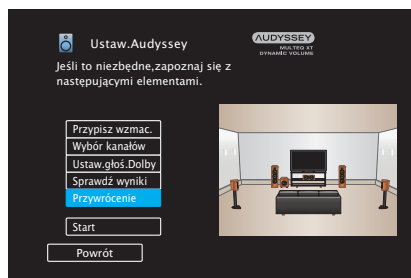 Ustaw.Audyssey
AUDYSSEY
MULTEQ XT
DYNAMIC VOLUME
Jeśli to niezbędne,zapoznaj się z
następującymi elementami.
Przypisz wzmac.
Wybór kanałów
Ustaw.głoś.Dolby
Sprawdź wyniki
Przywrócenie
Start
Powrót